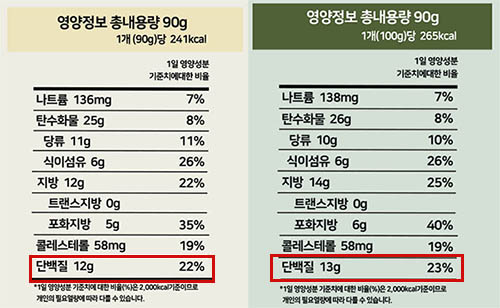 영양정보 총내용량 90g
1개 (90g)당 241kcal
1일 영양성분
기준치에대한 비율
나트륨 136mg 7%
탄수화물 25g 8%
당류 11g 11%
식이섬유 6g 26%
지방 12g 22%
트랜스지방 0g
포화지방 5g 35%
콜레스테롤 58mg 19%
단백질 12g 22%
*1일 영양성분 기준치에 대한 비율(%)은 2,000kcal기준이므로
개인의 필요열량에 따라 다를 수 있습니다.
영양정보 총내용량 90g
1개(100g)당 265kcal
1일 영양성분
기준치에대한 비율
나트륨 138mg 7%
탄수화물 26g 8%
당류 10g 10%
식이섬유 6g 26%
지방 14g 25%
트랜스지방 0g
포화지방 6g 40%
콜레스테롤 58mg 19%
단백질 13g 23%
*1일 영양성분 기준치에 대한 비율(%)은 2,000kcal기준이므로
개인의 필요열량에 따라 다를 수 있습니다.